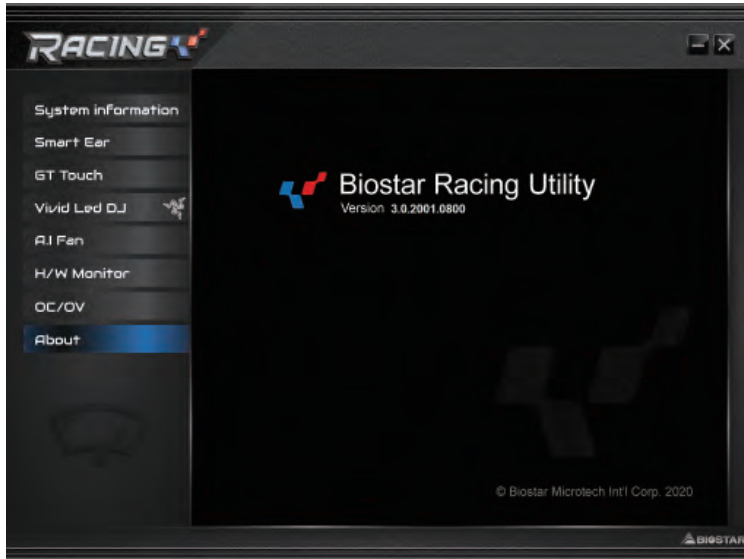 RACING
System information
Smart Ear
GT Touch
Vivid Led DJ
A.I Fan
H/W Monitor
OC/OV
About
Biostar Racing Utility
Version 3.0.2001.0800
© Biostar Microtech Int'l Corp. 2020
BIOSTAR